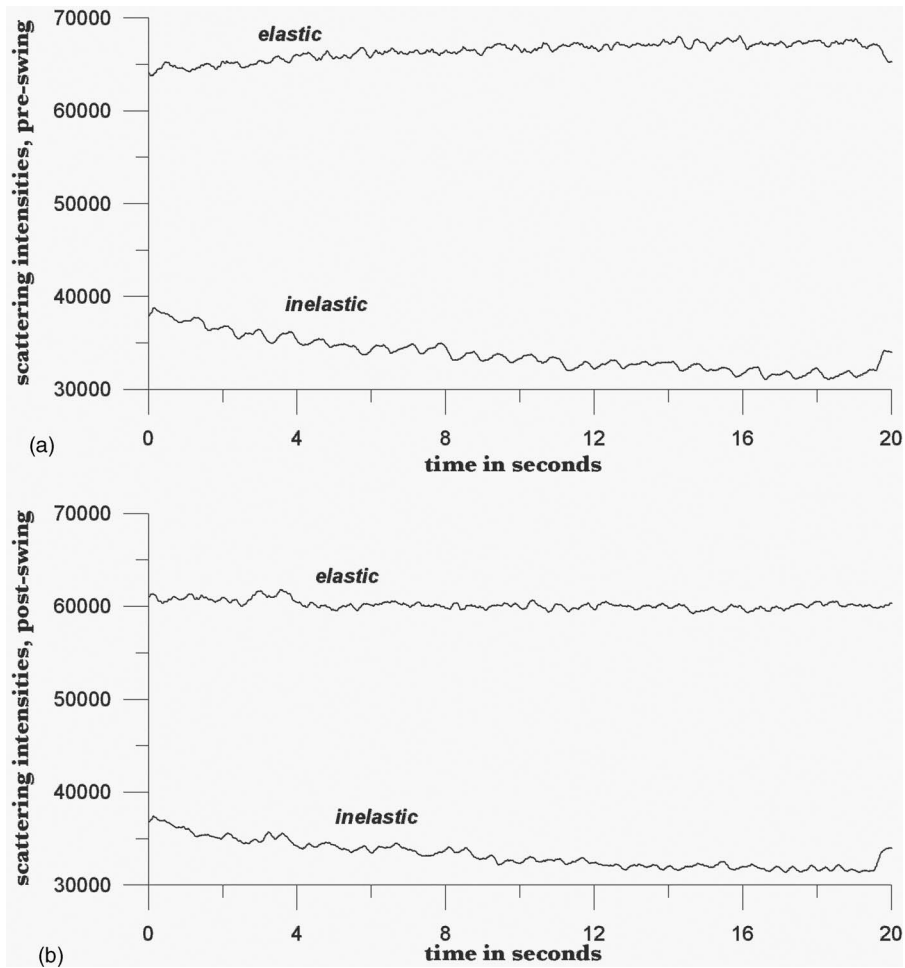 scattering intensities, pre-swing
70000
60000
50000
40000
30000
elastic
inelastic
0 4 8 12 16 20
time in seconds
(a)
scattering intensities, post-swing
70000
60000
50000
40000
30000
elastic
inelastic
0 4 8 12 16 20
time in seconds
(b)